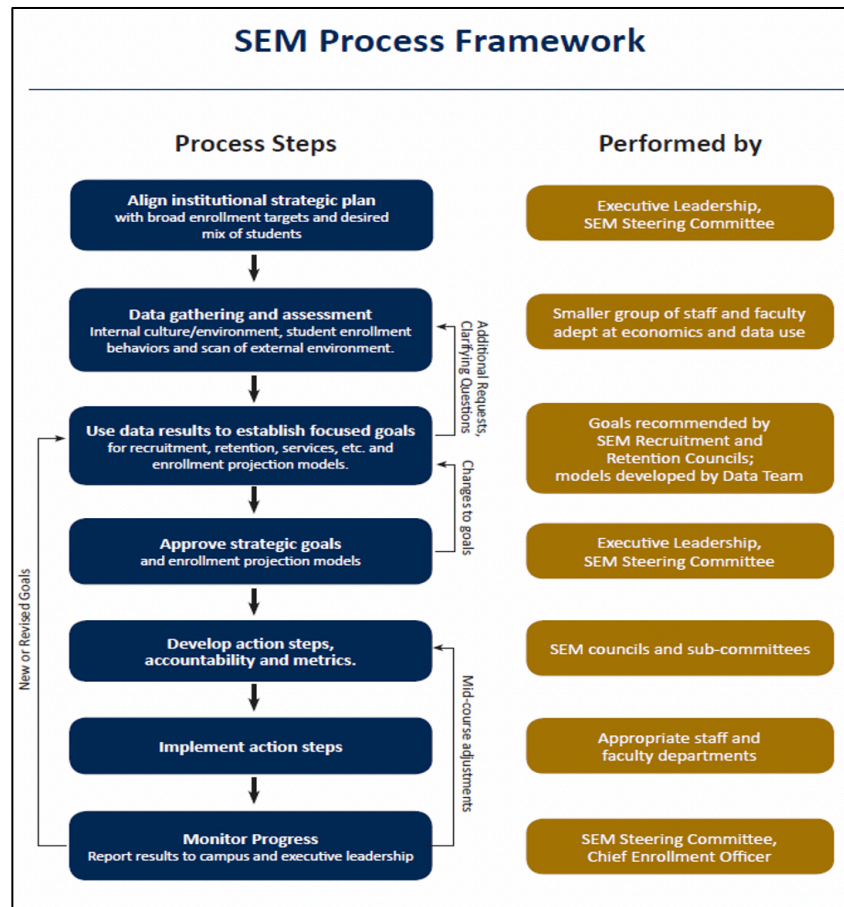 SEM Process Framework
Process Steps
Performed by
Align institutional strategic plan
with broad enrollment targets and desired
mix of students
Executive Leadership,
SEM Steering Committee
Data gathering and assessment
Internal culture/environment, student enrollment
behaviors and scan of external environment.
Smaller group of staff and faculty
adept at economics and data use
Additional Requests,
Clarifying Questions
Use data results to establish focused goals
for recruitment, retention, services, etc. and
enrollment projection models.
Goals recommended by
SEM Recruitment and
Retention Councils;
models developed by Data Team
Changes to goals
Approve strategic goals
and enrollment projection models
Executive Leadership,
SEM Steering Committee
New or Revised Goals
Develop action steps,
accountability and metrics.
SEM councils and sub-committees
Mid-course adjustments
Implement action steps
Appropriate staff and
faculty departments
Monitor Progress
Report results to campus and executive leadership
SEM Steering Committee,
Chief Enrollment Officer